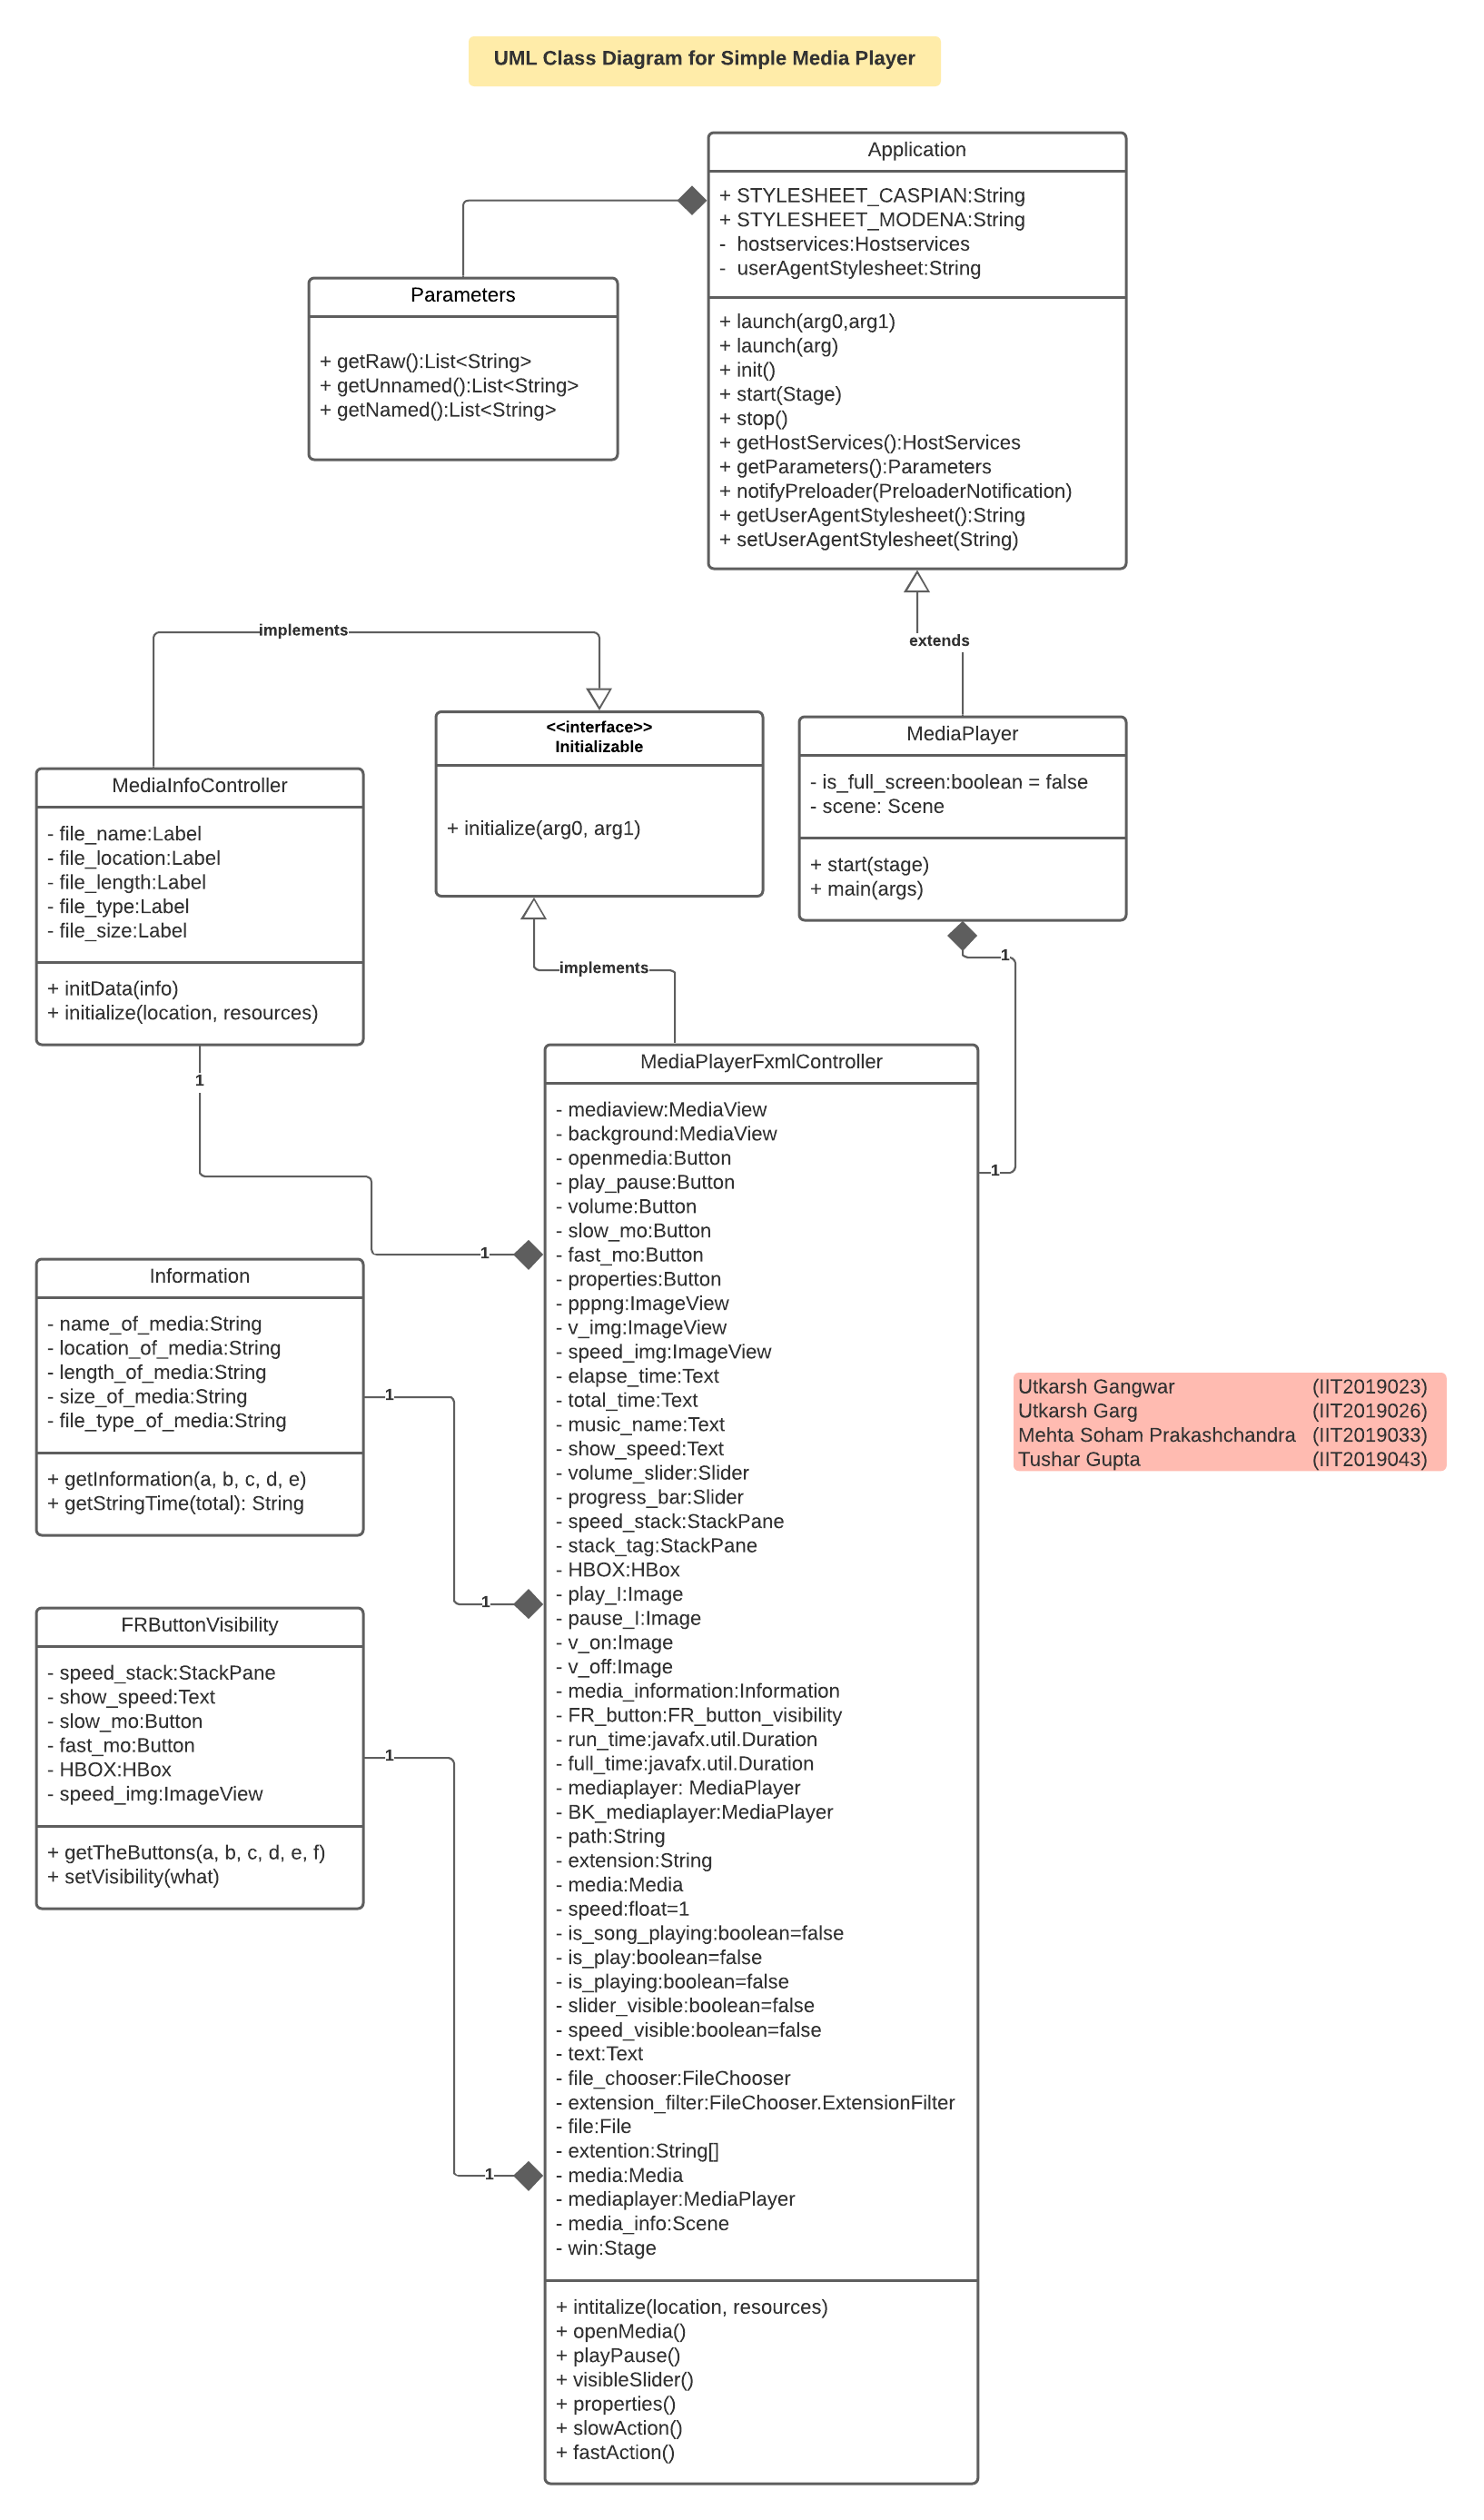 UML Class Diagram for Simple Media Player
Application
+ STYLESHEET_CASPIAN:String
+ STYLESHEET_MODENA:String
- hostservices:Hostservices
- userAgentStylesheet:String
+ launch(arg0,arg1)
+ launch(arg)
+ init()
+ start(Stage)
+ stop()
+ getHostServices():HostServices
+ getParameters():Parameters
+ notifyPreloader(PreloaderNotification)
+ getUserAgentStylesheet():String
+ setUserAgentStylesheet(String)
Parameters
+ getRaw():List<String>
+ getUnnamed():List<String>
+ getNamed():List<String>
implements
extends
<<interface>>
Initializable
+ initialize(arg0, arg1)
MediaPlayer
- is_full_screen:boolean = false
- scene: Scene
+ start(stage)
+ main(args)
MediaInfoController
- file_name:Label
- file_location:Label
- file_length:Label
- file_type:Label
- file_size:Label
+ initData(info)
+ initialize(location, resources)
implements
1
1
1
1
MediaPlayerFxmlController
- mediaview:MediaView
- background:MediaView
- openmedia:Button
- play_pause:Button
- volume:Button
- slow_mo:Button
- fast_mo:Button
- properties:Button
- pppng:ImageView
- v_img:ImageView
- speed_img:ImageView
- elapse_time:Text
- total_time:Text
- music_name:Text
- show_speed:Text
- volume_slider:Slider
- progress_bar:Slider
- speed_stack:StackPane
- stack_tag:StackPane
- HBOX:HBox
- play_I:Image
- pause_I:Image
- v_on:Image
- v_off:Image
- media_information:Information
- FR_button:FR_button_visibility
- run_time:javafx.util.Duration
- full_time:javafx.util.Duration
- mediaplayer: MediaPlayer
- BK_mediaplayer:MediaPlayer
- path:String
- extension:String
- media:Media
- speed:float=1
- is_song_playing:boolean=false
- is_play:boolean=false
- is_playing:boolean=false
- slider_visible:boolean=false
- speed_visible:boolean=false
- text:Text
- file_chooser:FileChooser
- extension_filter:FileChooser.ExtensionFilter
- file:File
- extention:String[]
- media:Media
- mediaplayer:MediaPlayer
- media_info:Scene
- win:Stage
+ intitalize(location, resources)
+ openMedia()
+ playPause()
+ visibleSlider()
+ properties()
+ slowAction()
+ fastAction()
Information
- name_of_media:String
- location_of_media:String
- length_of_media:String
- size_of_media:String
- file_type_of_media:String
+ getInformation(a, b, c, d, e)
+ getStringTime(total): String
1
1
FRButtonVisibility
- speed_stack:StackPane
- show_speed:Text
- slow_mo:Button
- fast_mo:Button
- HBOX:HBox
- speed_img:ImageView
+ getTheButtons(a, b, c, d, e, f)
+ setVisibility(what)
1
1
Utkarsh Gangwar (IIT2019023)
Utkarsh Garg (IIT2019026)
Mehta Soham Prakashchandra (IIT2019033)
Tushar Gupta (IIT2019043)